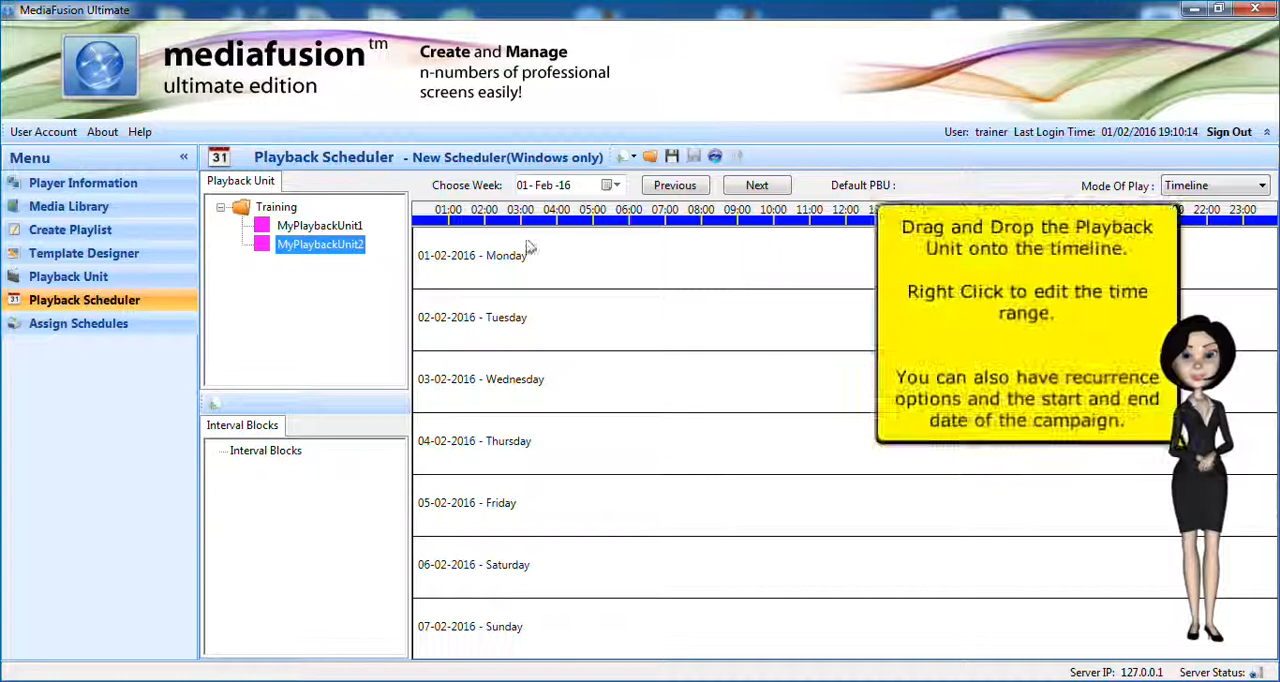 MediaFusion Ultimate
mediafusion™
ultimate edition
Create and Manage
n-numbers of professional
screens easily!
User Account About Help
User: trainer Last Login Time: 01/02/2016 19:10:14 Sign Out
Menu «
31 Playback Scheduler - New Scheduler(Windows only)
Player Information
Media Library
Create Playlist
Template Designer
Playback Unit
31 Playback Scheduler
Assign Schedules
Playback Unit
Training
MyPlaybackUnit1
MyPlaybackUnit2
Interval Blocks
Interval Blocks
Choose Week: 01- Feb -16 Previous Next Default PBU : Mode Of Play : Timeline
01:00 02:00 03:00 04:00 05:00 06:00 07:00 08:00 09:00 10:00 11:00 12:00 22:00 23:00
01-02-2016 - Monday
02-02-2016 - Tuesday
03-02-2016 - Wednesday
04-02-2016 - Thursday
05-02-2016 - Friday
06-02-2016 - Saturday
07-02-2016 - Sunday
Drag and Drop the Playback
Unit onto the timeline.
Right Click to edit the time
range.
You can also have recurrence
options and the start and end
date of the campaign.
Server IP: 127.0.0.1 Server Status: